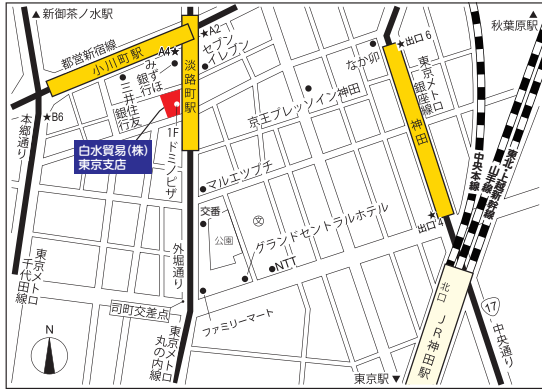 ▲新御茶ノ水駅
秋葉原駅▲
都営新宿線
小川町駅
A4★
★A2
セブン
イレブン
みずほ
銀行
三井住友
銀行
淡路町駅
なか卯
★出口6
東京メトロ
銀座線
神田
京王プレッソイン神田
★B6
本郷通り
白水貿易(株)
東京支店
1F
ドミノピザ
マルエツプチ
交番
公園
文
グランドセントラルホテル
NTT
出口4
★
中央本線
山手線
東北・上越新幹線
外堀通り
東京メトロ
千代田線
司町交差点
ファミリーマート
東京メトロ
丸の内線
北口
JR神田駅
17
中央通り
東京駅▼
N